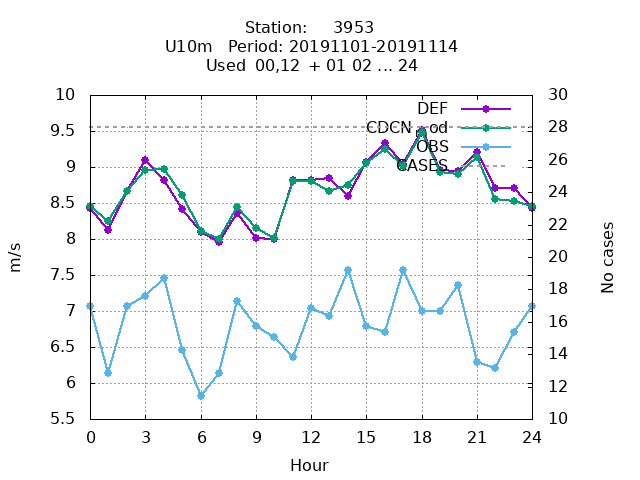 Station: 3953
U10m Period: 20191101-20191114
Used 00,12 + 01 02 ... 24
10
9.5
9
8.5
8
7.5
7
6.5
6
5.5
m/s
30
28
26
24
22
20
18
16
14
12
10
No cases
DEF
OBS
CASES
0 3 6 9 12 15 18 21 24
Hour